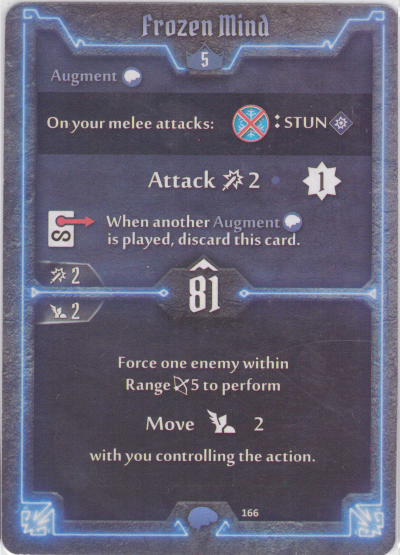 Frozen Mind
5
Augment
On your melee attacks: : STUN
Attack 2 1
When another Augment
is played, discard this card.
2
81
2
Force one enemy within
Range 5 to perform
Move 2
with you controlling the action.
166